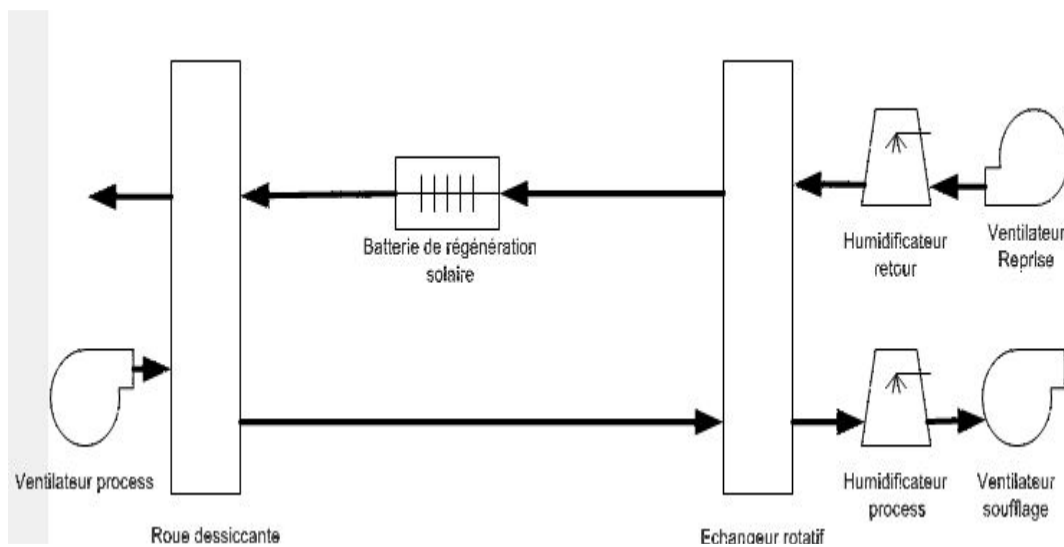 Batterie de régénération
solaire
Humidificateur
retour
Ventilateur
Reprise
Ventilateur process
Humidificateur
process
Ventilateur
soufflage
Roue dessiccante
Echangeur rotatif